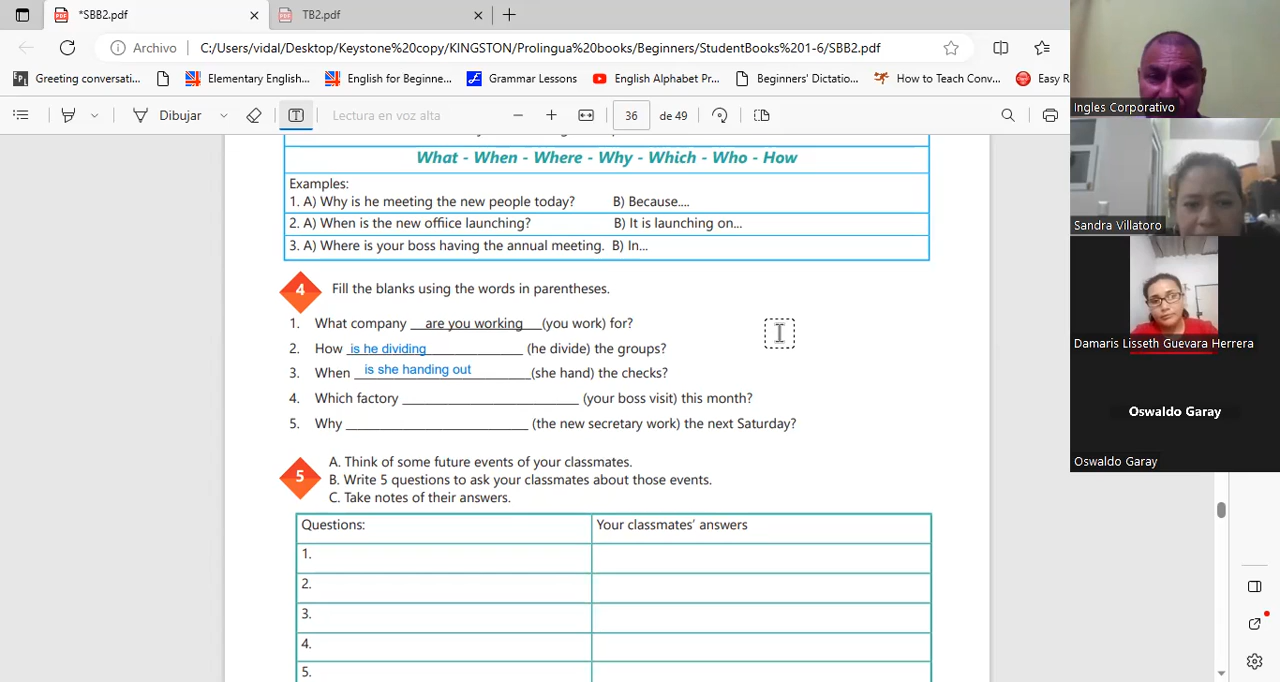 *SBB2.pdf
TB2.pdf
Archivo
C:/Users/vidal/Desktop/Keystone%20copy/KINGSTON/Prolingua%20books/Beginners/StudentBooks%201-6/SBB2.pdf
Greeting conversati...
Elementary English...
English for Beginne...
Grammar Lessons
English Alphabet Pr...
Beginners' Dictatio...
How to Teach Conv...
Easy R
Dibujar
Lectura en voz alta
36
de 49
What - When - Where - Why - Which - Who - How
Examples:
1. A) Why is he meeting the new people today? B) Because....
2. A) When is the new offiice launching? B) It is launching on...
3. A) Where is your boss having the annual meeting. B) In...
4 Fill the blanks using the words in parentheses.
1. What company __are you working__(you work) for?
2. How is he dividing____________ (he divide) the groups?
3. When _is she handing out_______(she hand) the checks?
4. Which factory _________________________ (your boss visit) this month?
5. Why __________________________ (the new secretary work) the next Saturday?
5
A. Think of some future events of your classmates.
B. Write 5 questions to ask your classmates about those events.
C. Take notes of their answers.
Questions: Your classmates' answers
1.
2.
3.
4.
5.
Ingles Corporativo
Sandra Villatoro
Damaris Lisseth Guevara Herrera
Oswaldo Garay
Oswaldo Garay